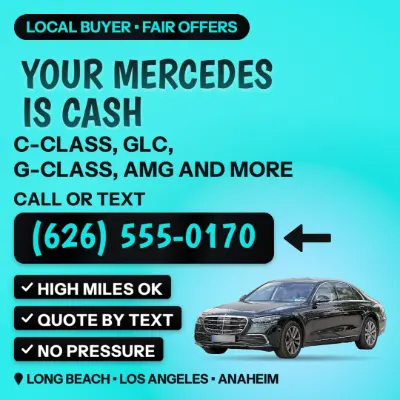 LOCAL BUYER • FAIR OFFERS
YOUR MERCEDES
IS CASH
C-CLASS, GLC,
G-CLASS, AMG AND MORE
CALL OR TEXT
(626) 555-0170
✓ HIGH MILES OK
✓ QUOTE BY TEXT
✓ NO PRESSURE
LONG BEACH • LOS ANGELES • ANAHEIM